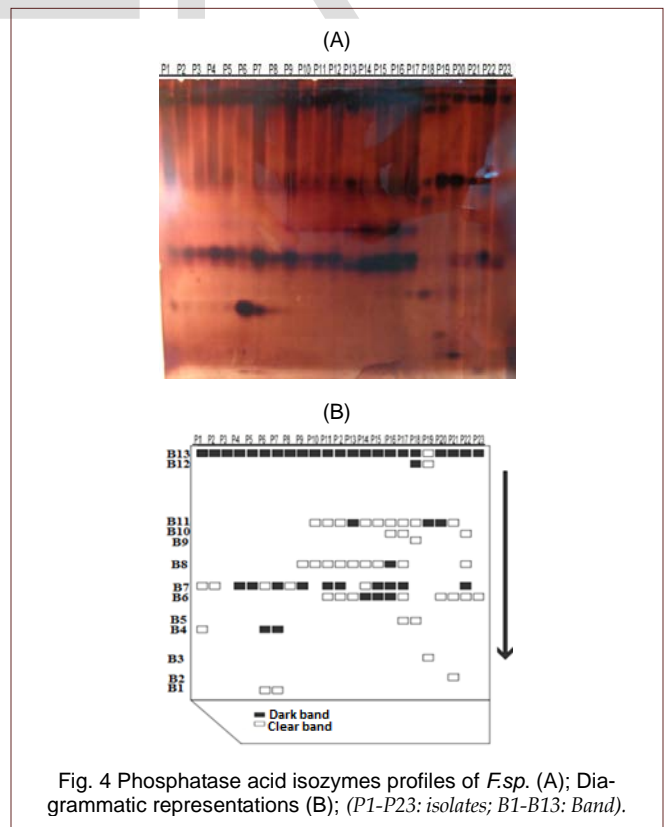 (A)
P1 P2 P3 P4 P5 P6 P7 P8 P9 P10 P11 P12 P13 P14 P15 P16 P17 P18 P19 P20 P21 P22 P23
(B)
P1 P2 P3 P4 P5 P6 P7 P8 P9 P10 P11 P2 P13 P14 P15 P16 P17 P18 P19 P20 P21 P22 P23
B13
B12
B11
B10
B9
B8
B7
B6
B5
B4
B3
B2
B1
Dark band
Clear band
Fig. 4 Phosphatase acid isozymes profiles of F.sp. (A); Dia-
grammatic representations (B); (P1-P23: isolates; B1-B13: Band).